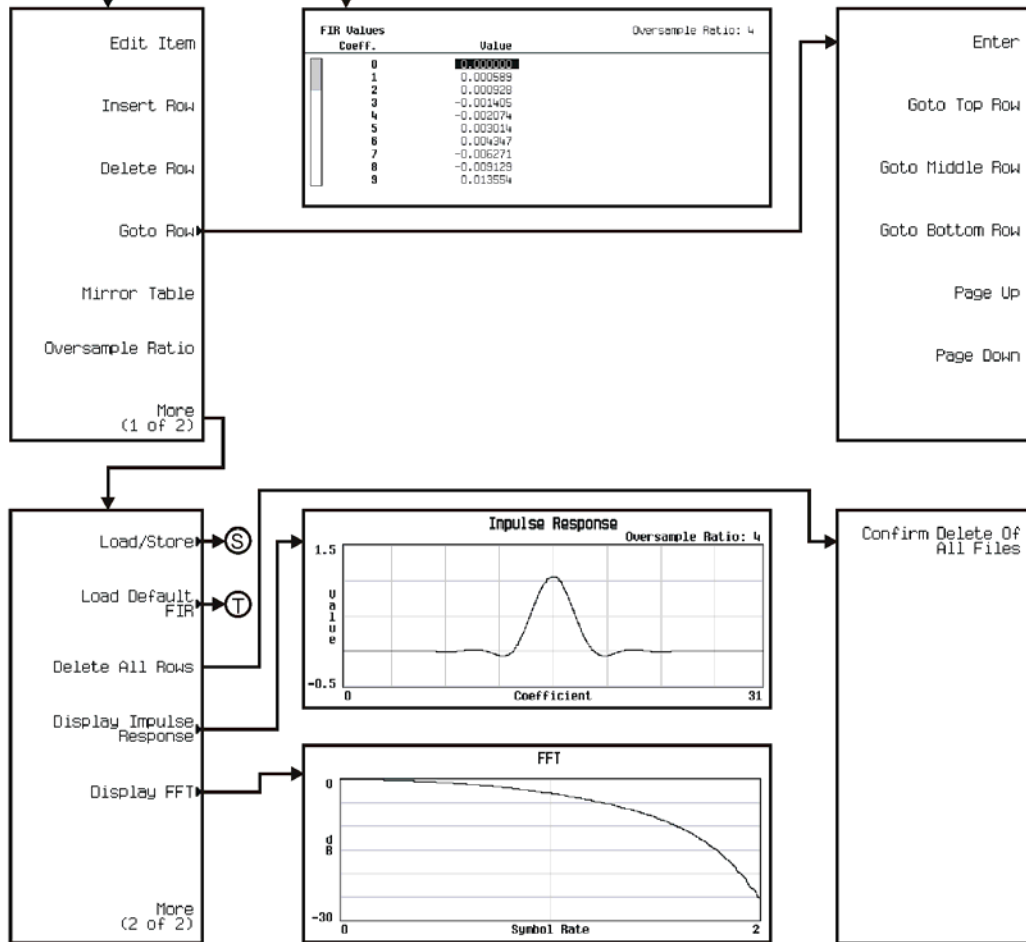 Edit Item
Insert Row
Delete Row
Goto Row
Mirror Table
Oversample Ratio
More
(1 of 2)
FIR Values
Oversample Ratio: 4
Coeff. Value
0 0.000000
1 0.000589
2 0.000928
3 -0.001405
4 -0.002074
5 0.003014
6 0.004347
7 -0.006271
8 -0.009129
9 0.013554
Enter
Goto Top Row
Goto Middle Row
Goto Bottom Row
Page Up
Page Down
Load/Store
S
Load Default
FIR
T
Delete All Rows
Display Impulse
Response
Display FFT
More
(2 of 2)
Impulse Response
Oversample Ratio: 4
1.5
Value
-0.5
0 Coefficient 31
FFT
0
dB
-30
0 Symbol Rate 2
Confirm Delete Of
All Files